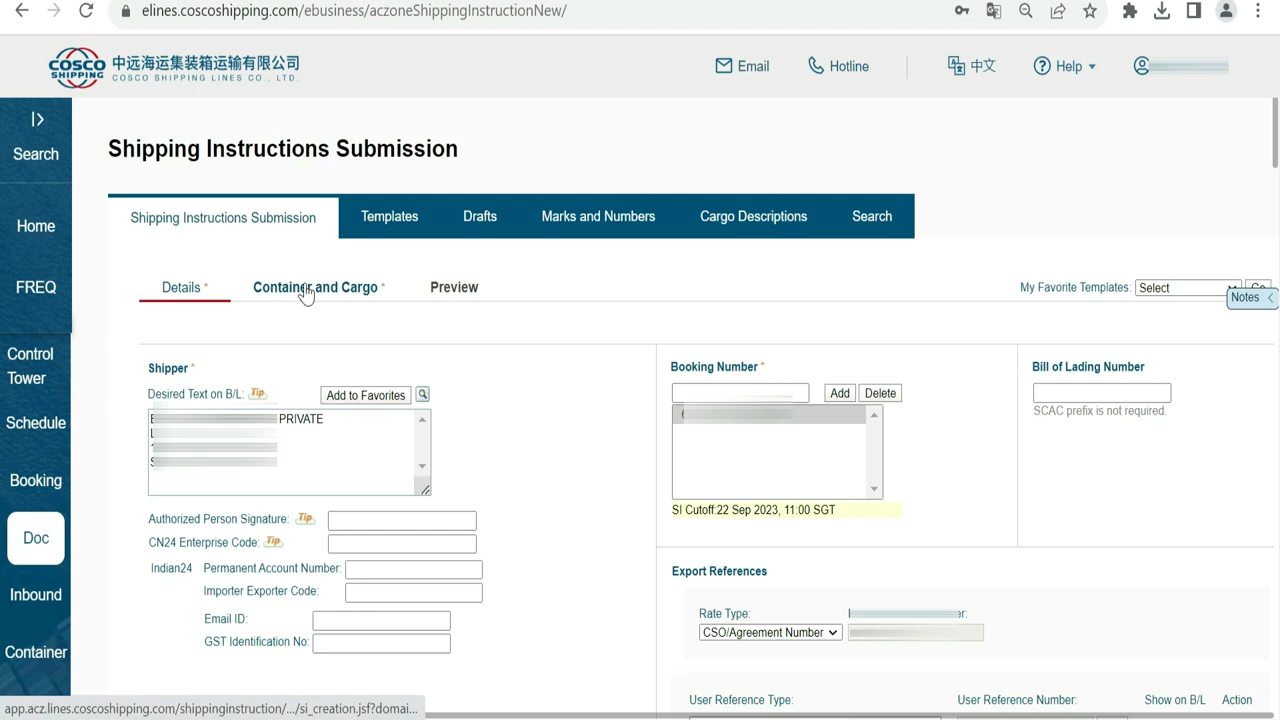 elines.coscoshipping.com/ebusiness/aczoneShippingInstructionNew/
COSCO
SHIPPING
中远海运集装箱运输有限公司
COSCO SHIPPING LINES CO., LTD.
Email
Hotline
中文
Help
Search
Home
FREQ
Control
Tower
Schedule
Booking
Doc
Inbound
Container
Shipping Instructions Submission
Shipping Instructions Submission
Templates
Drafts
Marks and Numbers
Cargo Descriptions
Search
Details *
Container and Cargo *
Preview
My Favorite Templates:
Select
Go
Notes
Shipper *
Desired Text on B/L:
Tip
Add to Favorites
PRIVATE
Authorized Person Signature:
Tip
CN24 Enterprise Code:
Tip
Indian24
Permanent Account Number:
Importer Exporter Code:
Email ID:
GST Identification No:
Booking Number *
Add
Delete
SI Cutoff:22 Sep 2023, 11:00 SGT
Bill of Lading Number
SCAC prefix is not required.
Export References
Rate Type:
CSO/Agreement Number
User Reference Type:
User Reference Number:
Show on B/L
Action
app.acz.lines.coscoshipping.com/shippinginstruction/.../si_creation.jsf?domai...